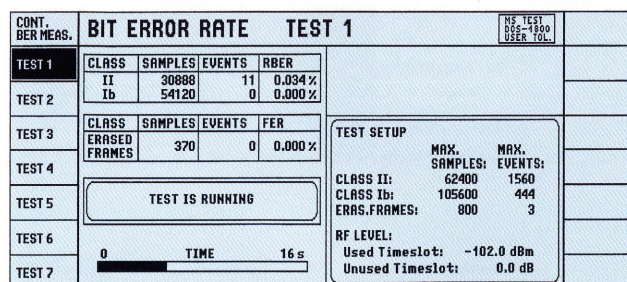 CONT.
BER MEAS.
BIT ERROR RATE TEST 1
MS TEST
DCS-1800
USER TOL.
TEST 1
TEST 2
TEST 3
TEST 4
TEST 5
TEST 6
TEST 7
CLASS SAMPLES EVENTS RBER
II 30888 11 0.034 %
Ib 54120 0 0.000 %
CLASS SAMPLES EVENTS FER
ERASED
FRAMES 370 0 0.000 %
TEST IS RUNNING
0 TIME 16 s
TEST SETUP
MAX. MAX.
SAMPLES: EVENTS:
CLASS II: 62400 1560
CLASS Ib: 105600 444
ERAS.FRAMES: 800 3
RF LEVEL:
Used Timeslot: -102.0 dBm
Unused Timeslot: 0.0 dB